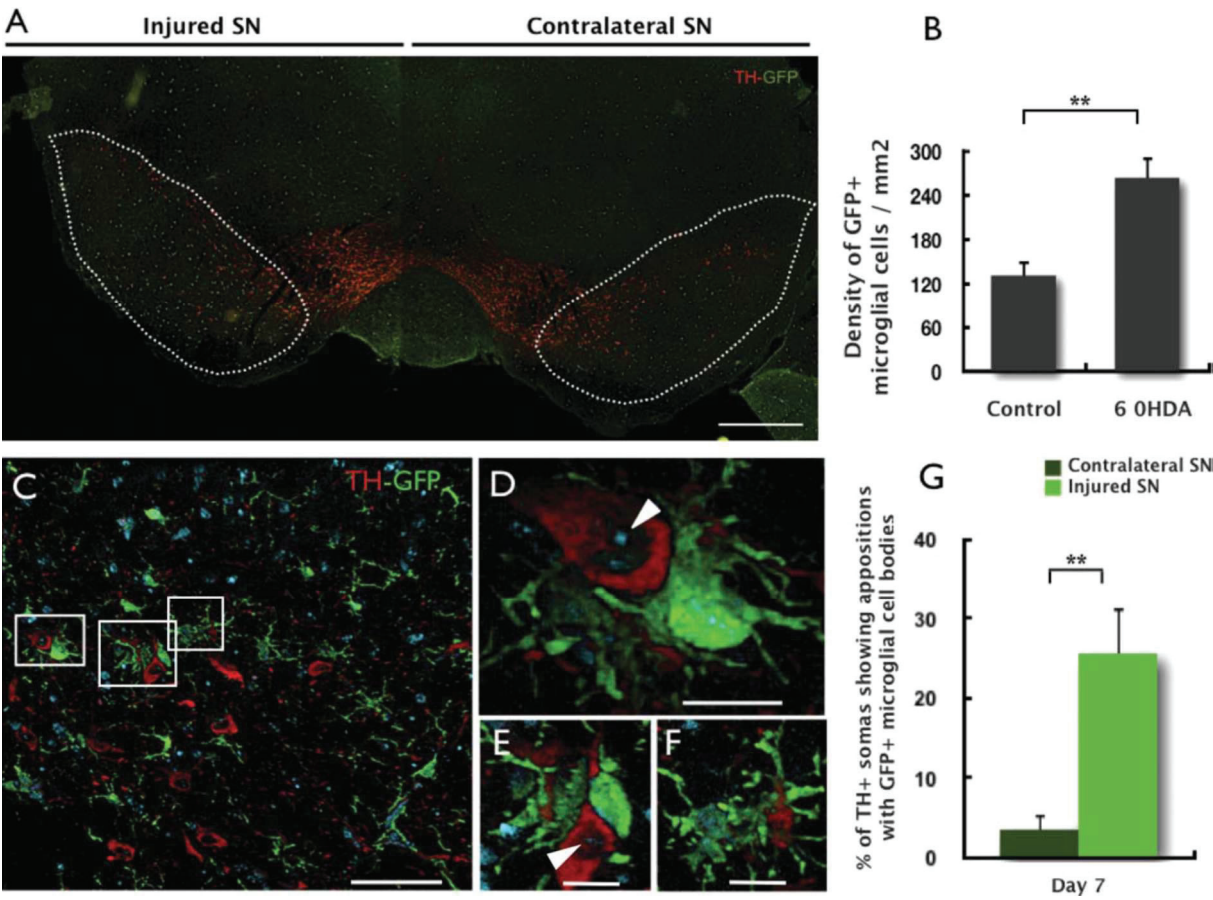 A
Injured SN
Contralateral SN
TH-GFP
B
**
Density of GFP+
microglial cells / mm2
300
240
180
120
60
0
Control
6 0HDA
C
TH-GFP
D
E
F
G
Contralateral SN
Injured SN
% of TH+ somas showing appositions
with GFP+ microglial cell bodies
40
30
20
10
0
**
Day 7